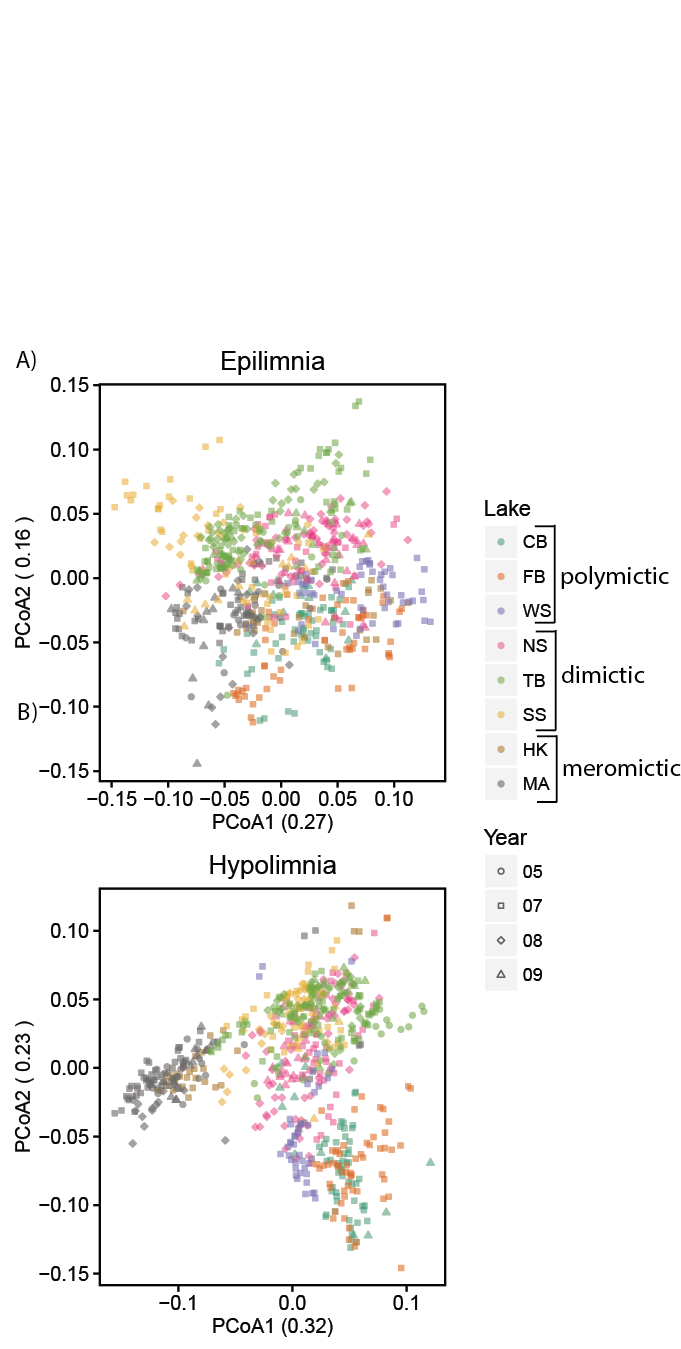 A)
Epilimnia
0.15
0.10
0.05
0.00
−0.05
−0.10
−0.15
PCoA2 ( 0.16 )
−0.15 −0.10 −0.05 0.00 0.05 0.10
PCoA1 (0.27)
B)
Hypolimnia
0.10
0.05
0.00
−0.05
−0.10
−0.15
PCoA2 ( 0.23 )
−0.1 0.0 0.1
PCoA1 (0.32)
Lake
CB
FB
WS
polymictic
NS
TB
SS
dimictic
HK
MA
meromictic
Year
05
07
08
09